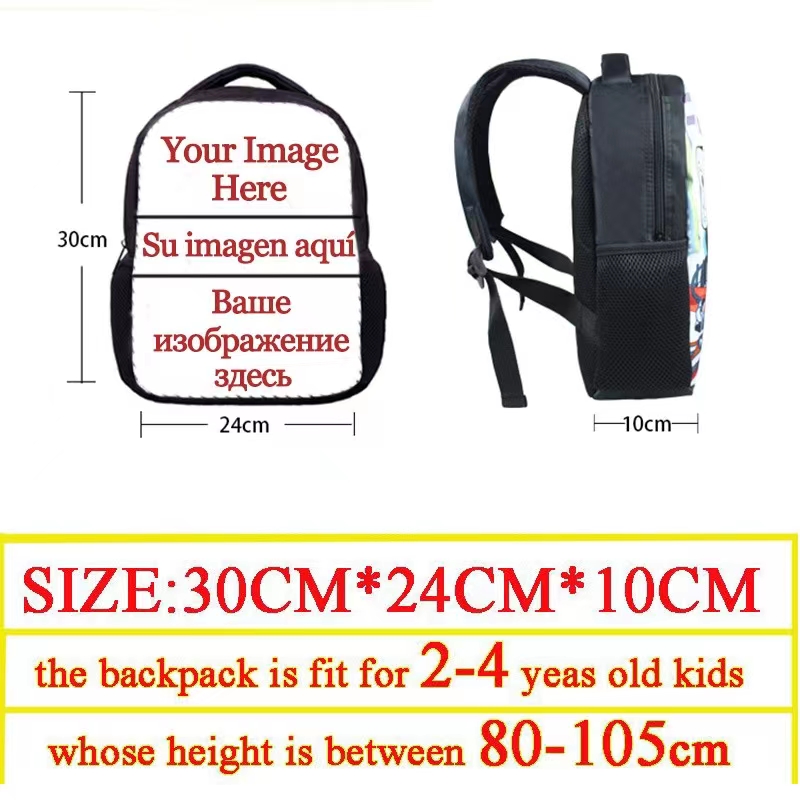 Your Image
Here
Su imagen aquí
Ваше
изображение
здесь
30cm
24cm
10cm
SIZE:30CM*24CM*10CM
the backpack is fit for 2-4 yeas old kids
whose height is between 80-105cm